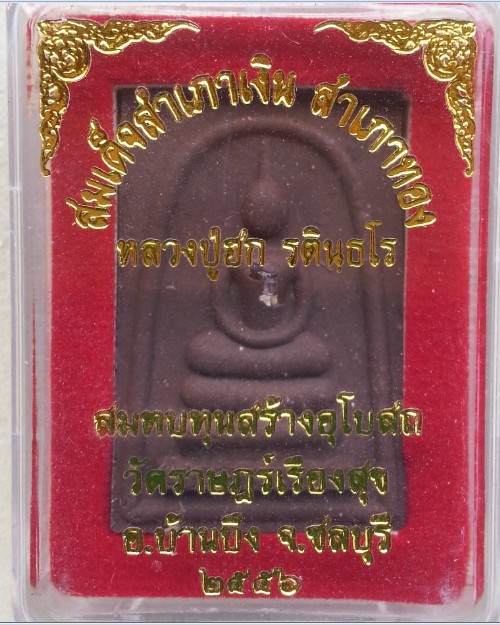 สมเด็จสำเภาเงิน สำเภาทอง
หลวงปู่ฮก รตินฺธโร
สมทบทุนสร้างอุโบสถ
วัดราษฎร์เรืองสุข
อ.บ้านบึง จ.ชลบุรี
๒๕๕๖